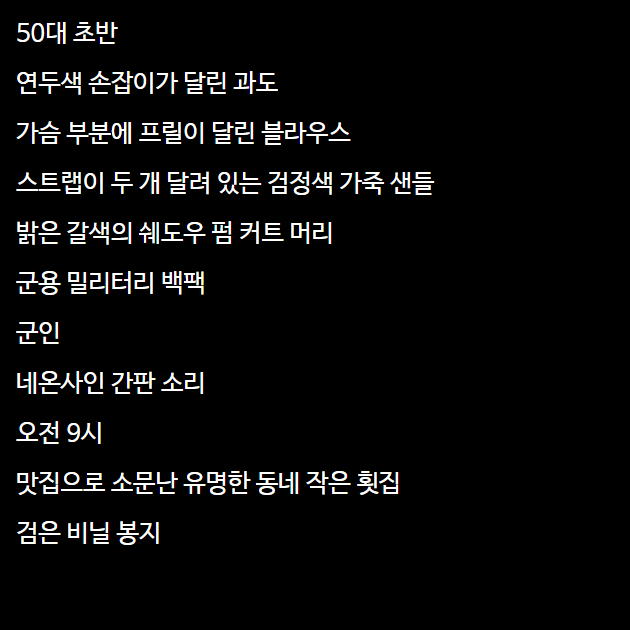 50대 초반
연두색 손잡이가 달린 과도
가슴 부분에 프릴이 달린 블라우스
스트랩이 두 개 달려 있는 검정색 가죽 샌들
밝은 갈색의 쉐도우 펌 커트 머리
군용 밀리터리 백팩
군인
네온사인 간판 소리
오전 9시
맛집으로 소문난 유명한 동네 작은 횟집
검은 비닐 봉지